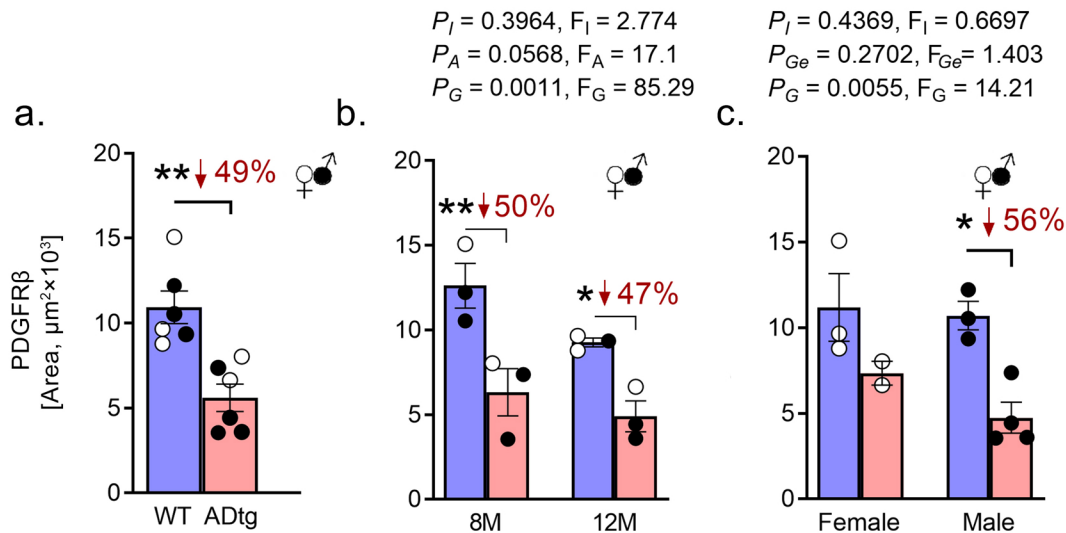 P_I = 0.3964, F_I = 2.774
P_A = 0.0568, F_A = 17.1
P_G = 0.0011, F_G = 85.29
P_I = 0.4369, F_I = 0.6697
P_Ge = 0.2702, F_Ge= 1.403
P_G = 0.0055, F_G = 14.21
a.
PDGFRβ
[Area, µm²×10³]
20
15
10
5
0
** ↓ 49%
♀ ♂
WT ADtg
b.
20
15
10
5
0
♀ ♂
** ↓ 50%
* ↓ 47%
8M 12M
c.
20
15
10
5
0
♀ ♂
* ↓ 56%
Female Male